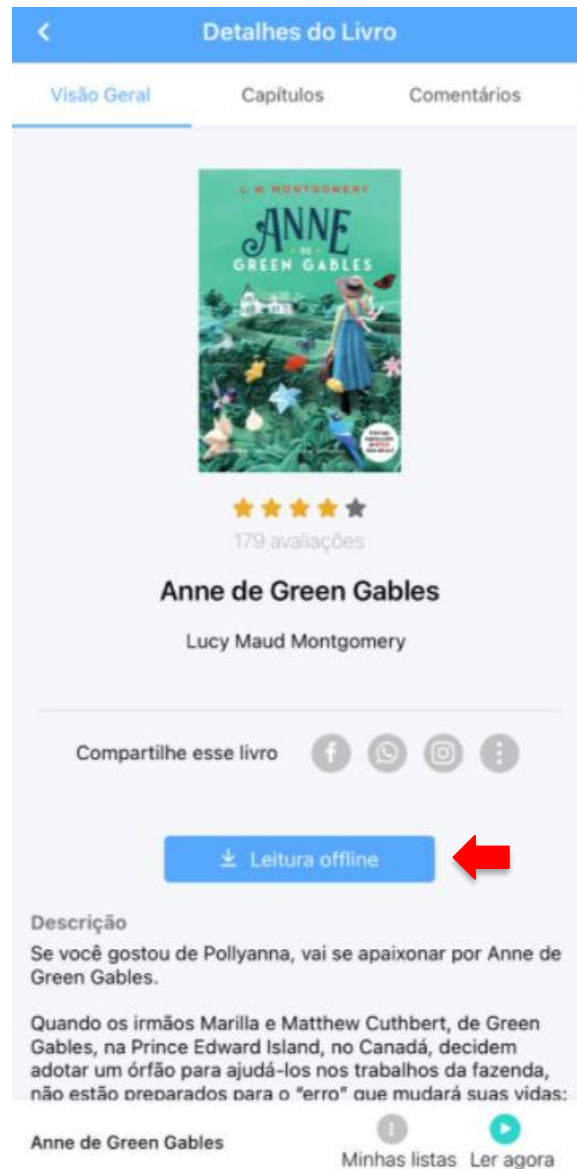 Detalhes do Livro
Visão Geral Capítulos Comentários
L. M. MONTGOMERY
ANNE
DE
GREEN GABLES
179 avaliações
Anne de Green Gables
Lucy Maud Montgomery
Compartilhe esse livro
Leitura offline
Descrição
Se você gostou de Pollyanna, vai se apaixonar por Anne de
Green Gables.
Quando os irmãos Marilla e Matthew Cuthbert, de Green
Gables, na Prince Edward Island, no Canadá, decidem
adotar um órfão para ajudá-los nos trabalhos da fazenda,
não estão preparados para o “erro” que mudará suas vidas:
Anne de Green Gables
Minhas listas Ler agora